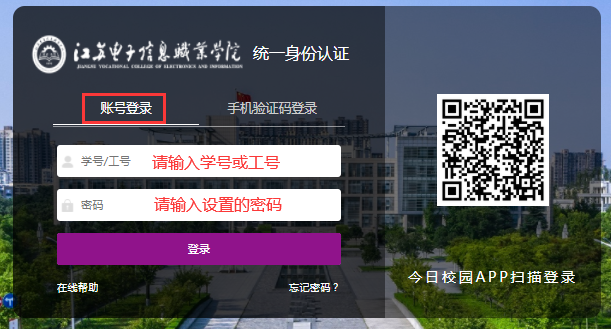 江苏电子信息职业学院 统一身份认证
JIANGSU VOCATIONAL COLLEGE OF ELECTRONICS AND INFORMATION
账号登录 手机验证码登录
学号/工号 请输入学号或工号
密码 请输入设置的密码
登录
在线帮助 忘记密码？
今日校园APP扫描登录